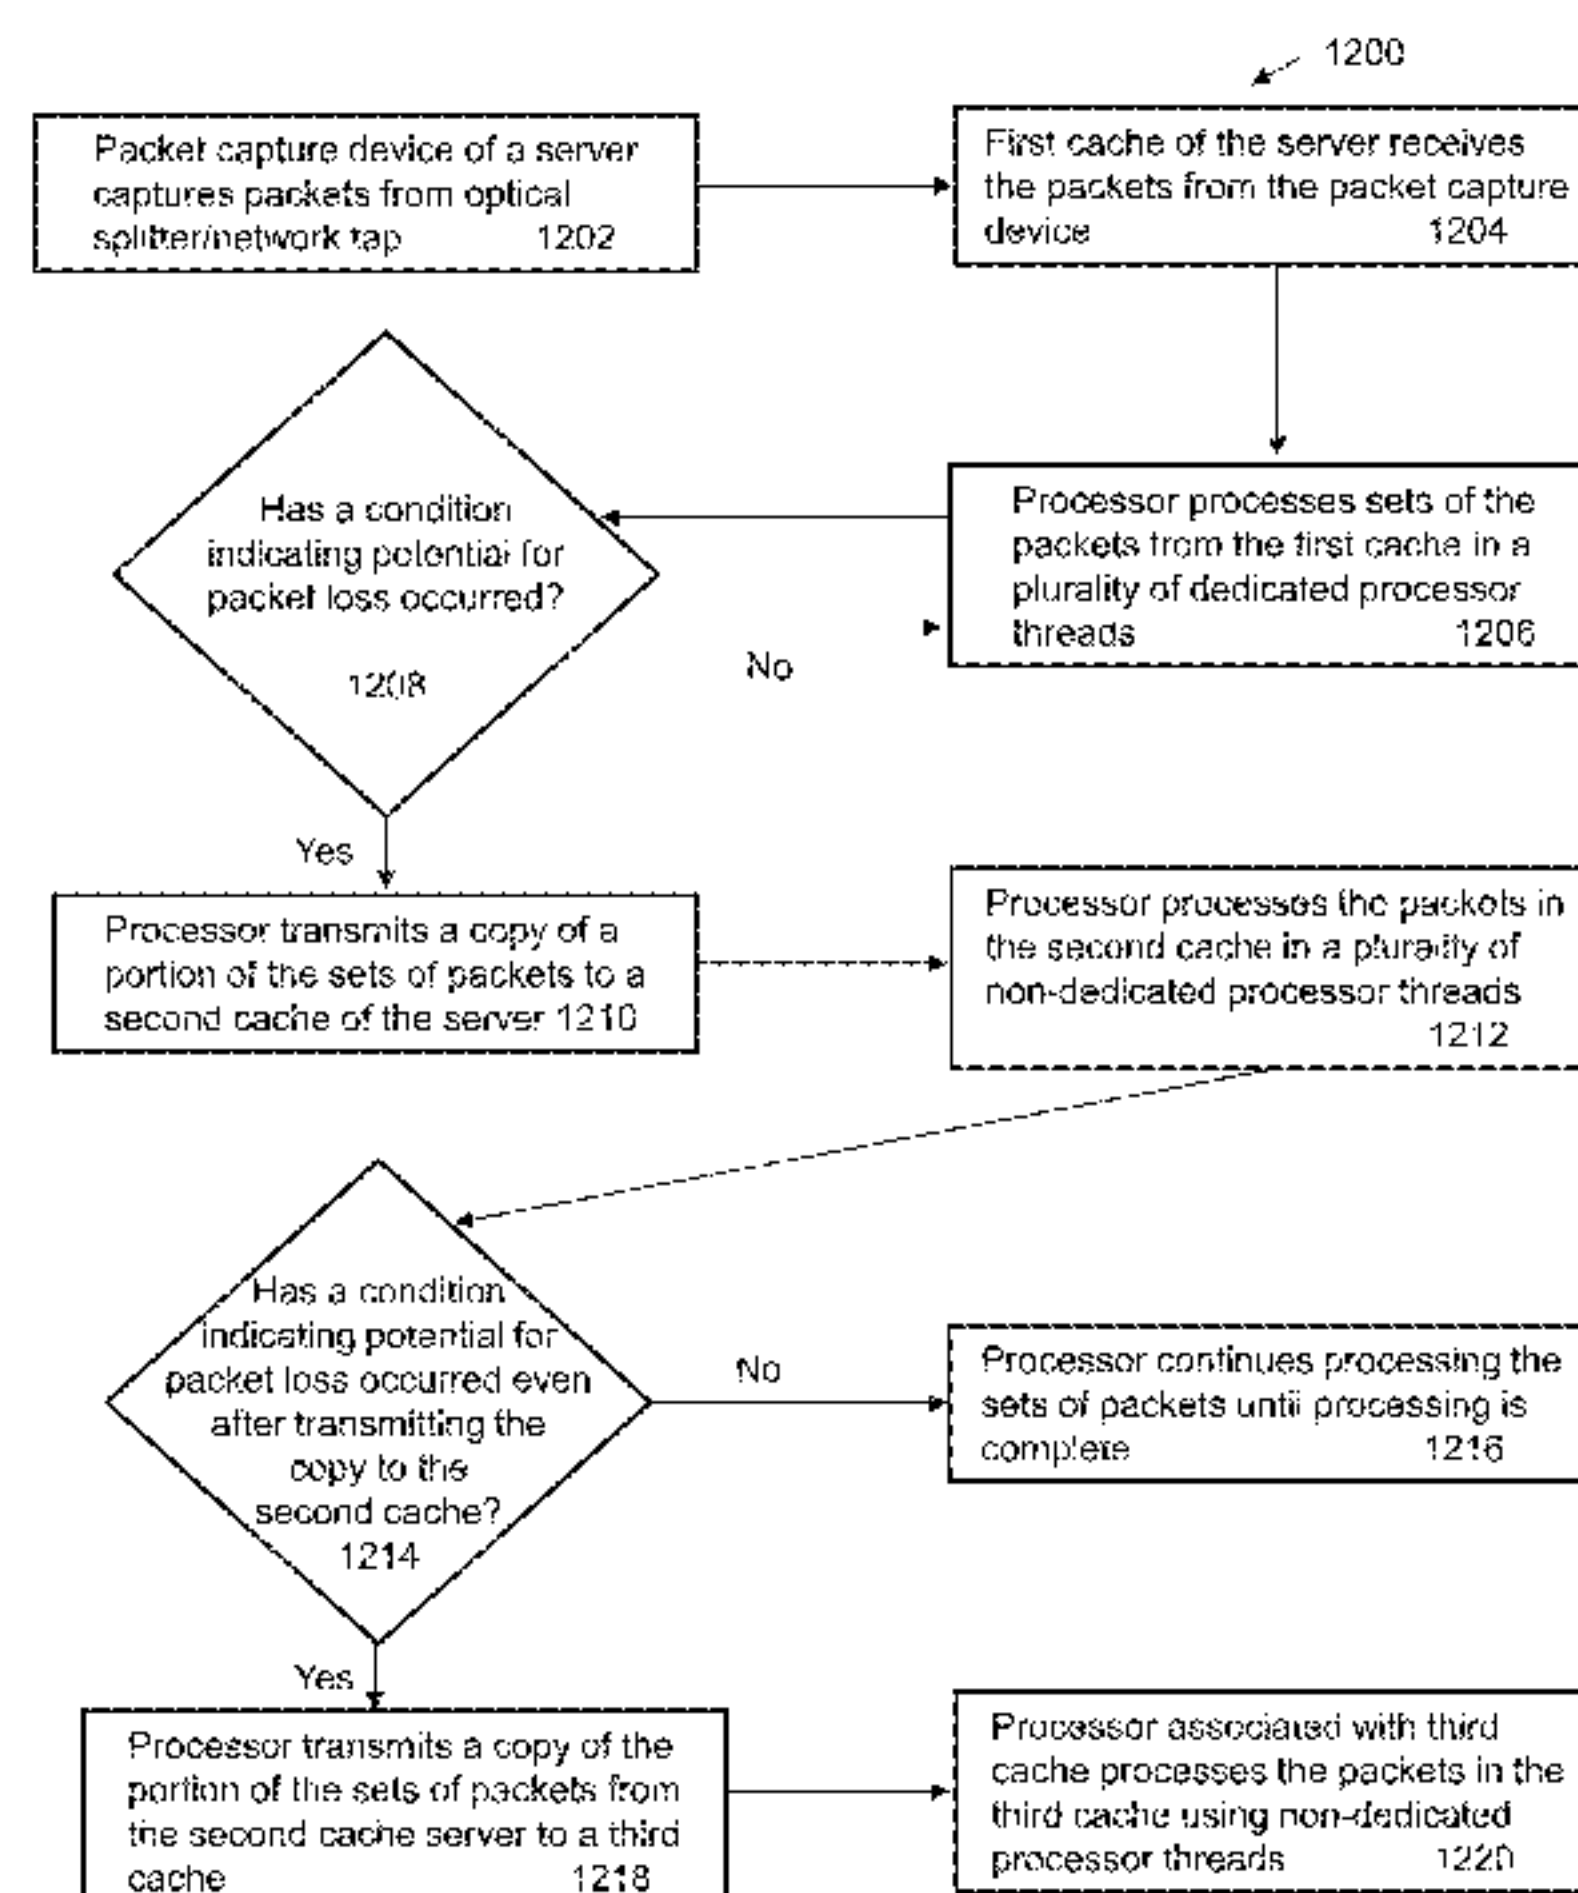 1200
Packet capture device of a server
captures packets from optical
splitter/network tap 1202
First cache of the server receives
the packets from the packet capture
device 1204
Processor processes sets of the
packets from the first cache in a
plurality of dedicated processor
threads 1206
Has a condition
indicating potential for
packet loss occurred?
1208
No
Yes
Processor transmits a copy of a
portion of the sets of packets to a
second cache of the server 1210
Processor processes the packets in
the second cache in a plurality of
non-dedicated processor threads
1212
Has a condition
indicating potential for
packet loss occurred even
after transmitting the
copy to the
second cache?
1214
No
Processor continues processing the
sets of packets until processing is
complete 1216
Yes
Processor transmits a copy of the
portion of the sets of packets from
the second cache server to a third
cache 1218
Processor associated with third
cache processes the packets in the
third cache using non-dedicated
processor threads 1220